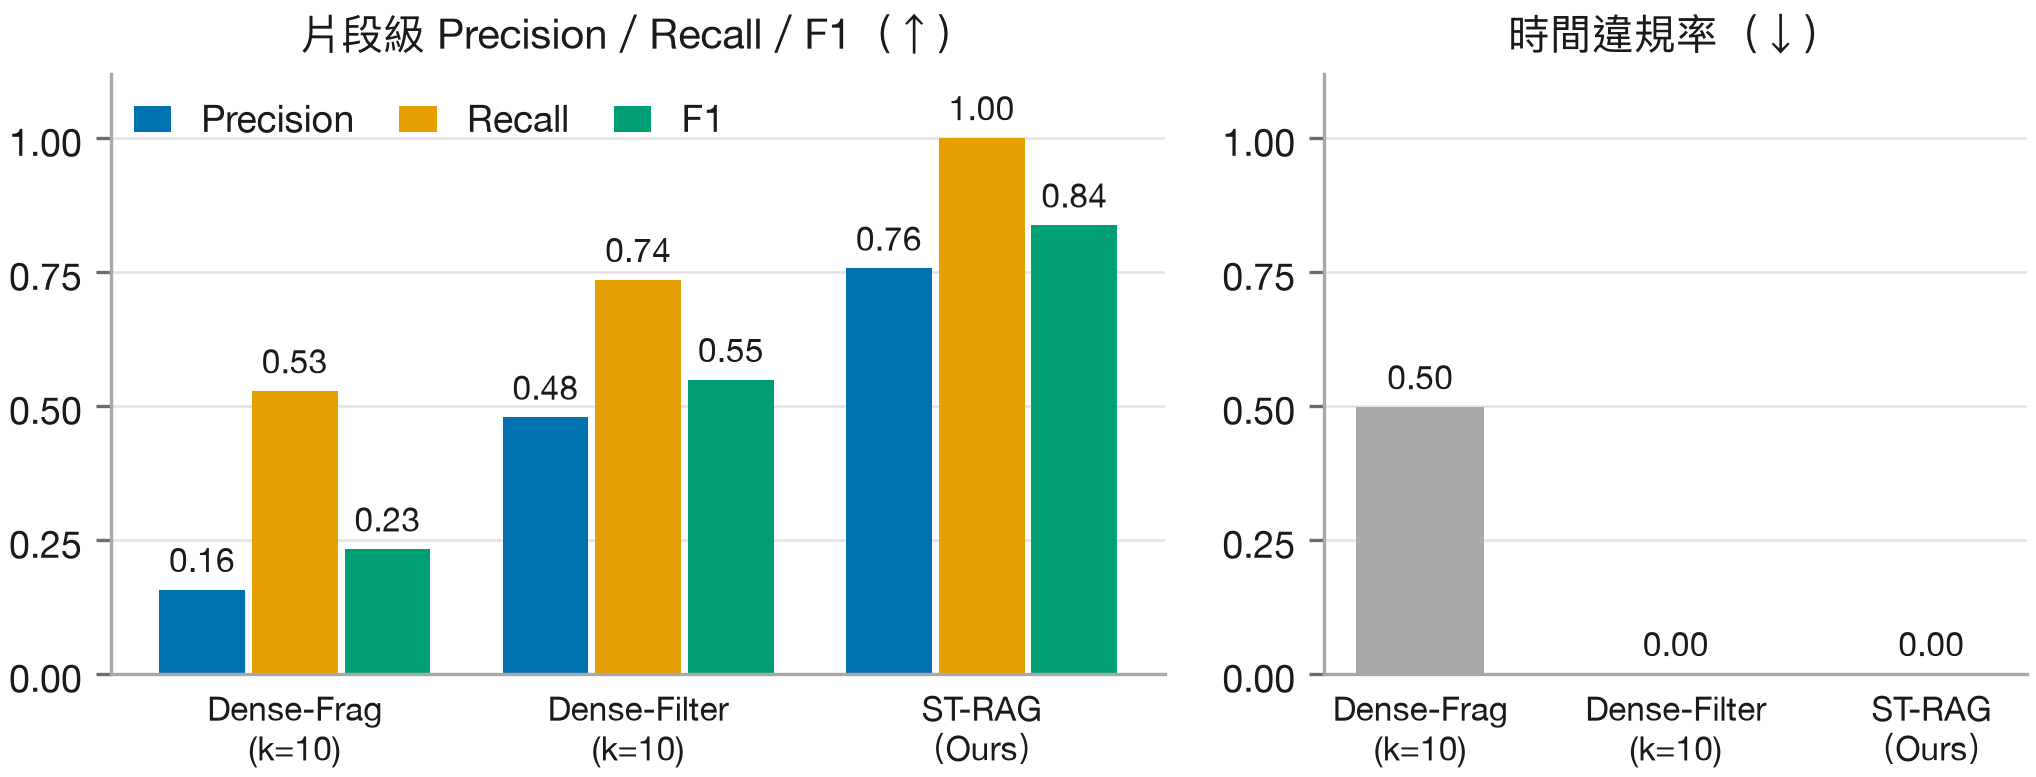 片段級 Precision / Recall / F1（↑）
Precision
Recall
F1
1.00
0.75
0.50
0.25
0.00
0.16
0.53
0.23
0.48
0.74
0.55
0.76
1.00
0.84
Dense-Frag
(k=10)
Dense-Filter
(k=10)
ST-RAG
（Ours）
時間違規率（↓）
1.00
0.75
0.50
0.25
0.00
0.50
0.00
0.00
Dense-Frag
(k=10)
Dense-Filter
(k=10)
ST-RAG
（Ours）